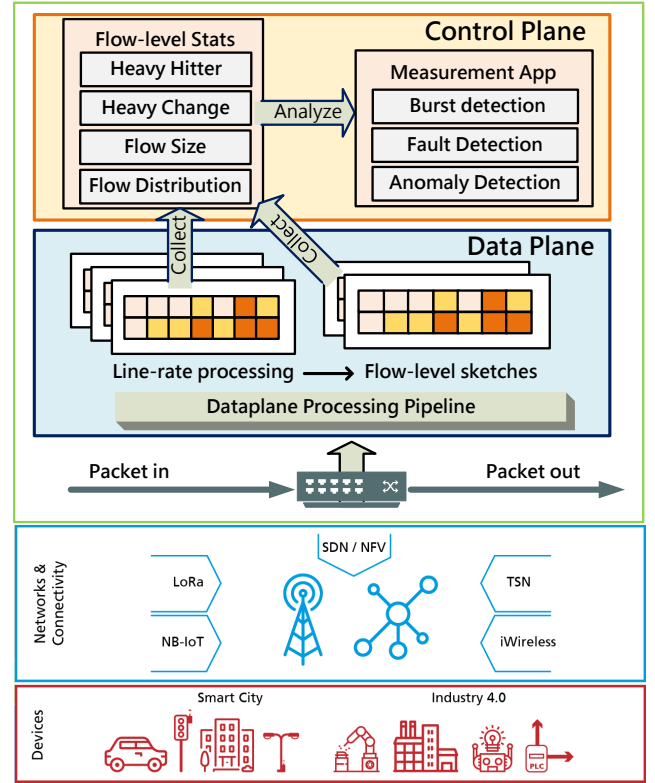 Control Plane
Flow-level Stats
Heavy Hitter
Heavy Change
Flow Size
Flow Distribution
Analyze
Measurement App
Burst detection
Fault Detection
Anomaly Detection
Collect
Collect
Data Plane
Line-rate processing
Flow-level sketches
Dataplane Processing Pipeline
Packet in
Packet out
Networks &
Connectivity
SDN / NFV
LoRa
NB-IoT
TSN
iWireless
Devices
Smart City
Industry 4.0
PLC